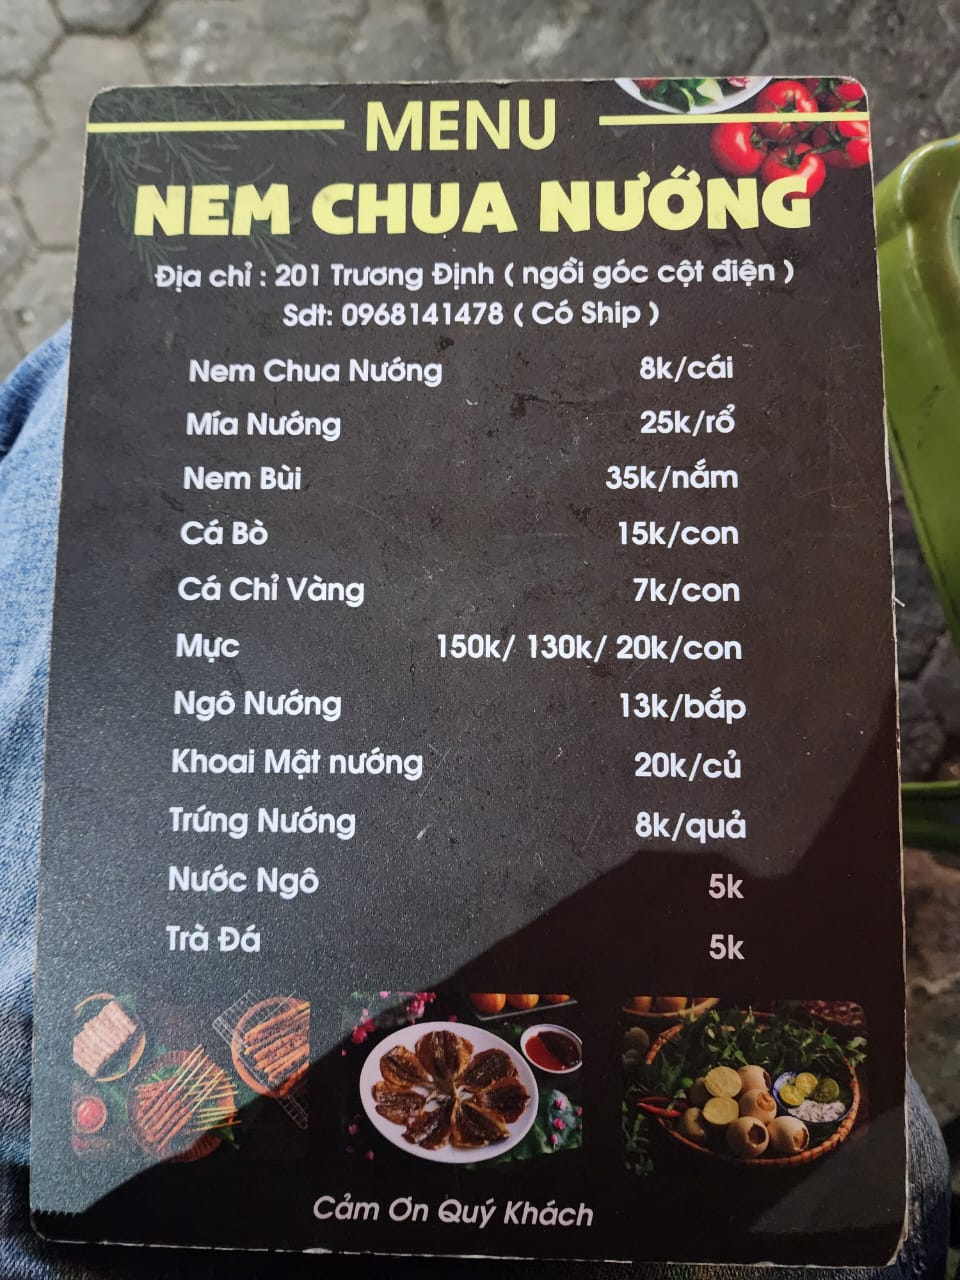 MENU
NEM CHUA NƯỚNG
Địa chỉ : 201 Trương Định ( ngồi góc cột điện )
Sdt: 0968141478 ( Có Ship )
Nem Chua Nướng 8k/cái
Mía Nướng 25k/rổ
Nem Bùi 35k/nắm
Cá Bò 15k/con
Cá Chỉ Vàng 7k/con
Mực 150k/ 130k/ 20k/con
Ngô Nướng 13k/bắp
Khoai Mật nướng 20k/củ
Trứng Nướng 8k/quả
Nước Ngô 5k
Trà Đá 5k
Cảm Ơn Quý Khách